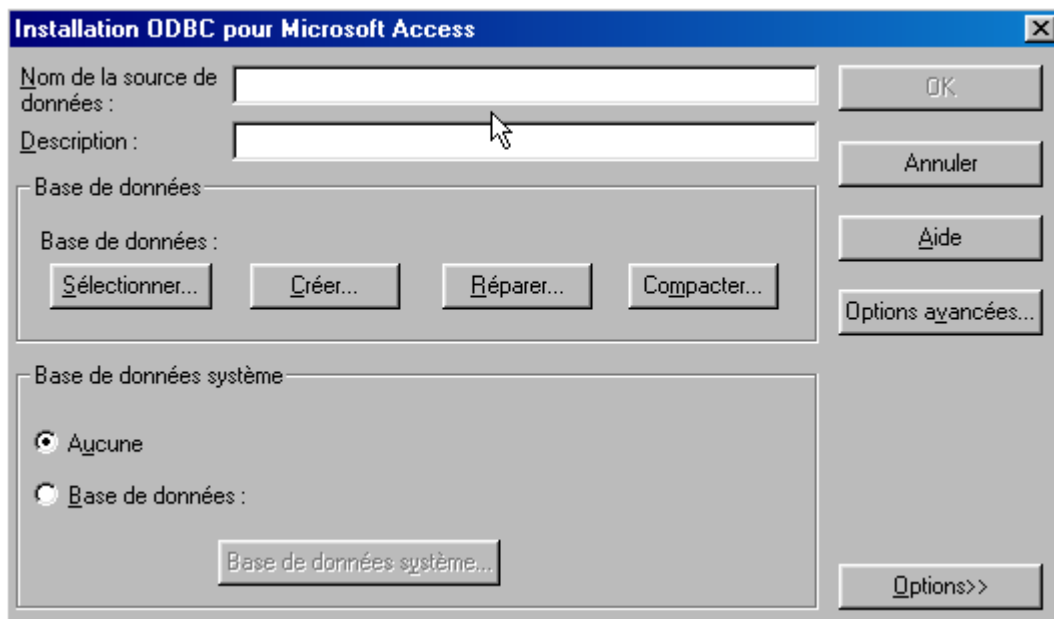 Installation ODBC pour Microsoft Access
Nom de la source de
données :
OK
Description :
Annuler
Base de données
Base de données :
Aide
Sélectionner...
Créer...
Réparer...
Compacter...
Options avancées...
Base de données système
Aucune
Base de données :
Base de données système...
Options>>